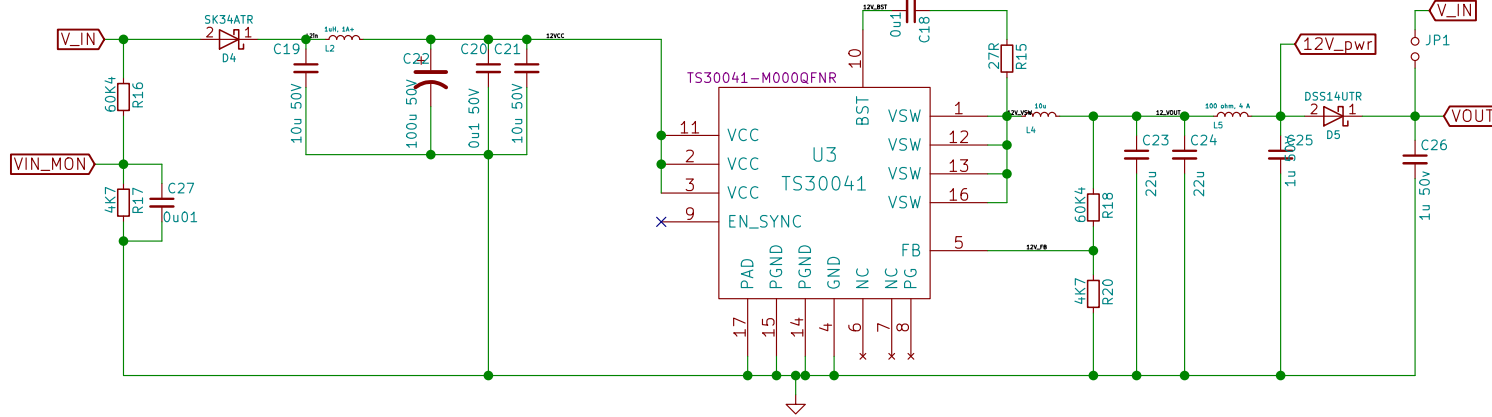 V_IN
SK34ATR
2
1
D4
C19
12in
1uH, 1A+
L2
10u 50V
C22
100u 50V
C20
0u1 50V
C21
10u 50V
12VCC
60K4
R16
VIN_MON
4K7
R17
C27
0u01
TS30041-M000QFNR
U3
TS30041
11
VCC
2
VCC
3
VCC
9
EN_SYNC
10
BST
12V_BST
0u1
C18
27R
R15
VSW
1
VSW
12
VSW
13
VSW
16
FB
5
PAD
17
PGND
15
PGND
14
GND
4
NC
6
NC
7
PG
8
12V_VSW
10u
L4
12V_FB
60K4
R18
4K7
R20
C23
22u
12_VOUT
C24
22u
100 ohm, 4 A
L5
12V_pwr
C25
1u 50V
DSS14UTR
2
1
D5
V_IN
JP1
VOUT
C26
1u 50v